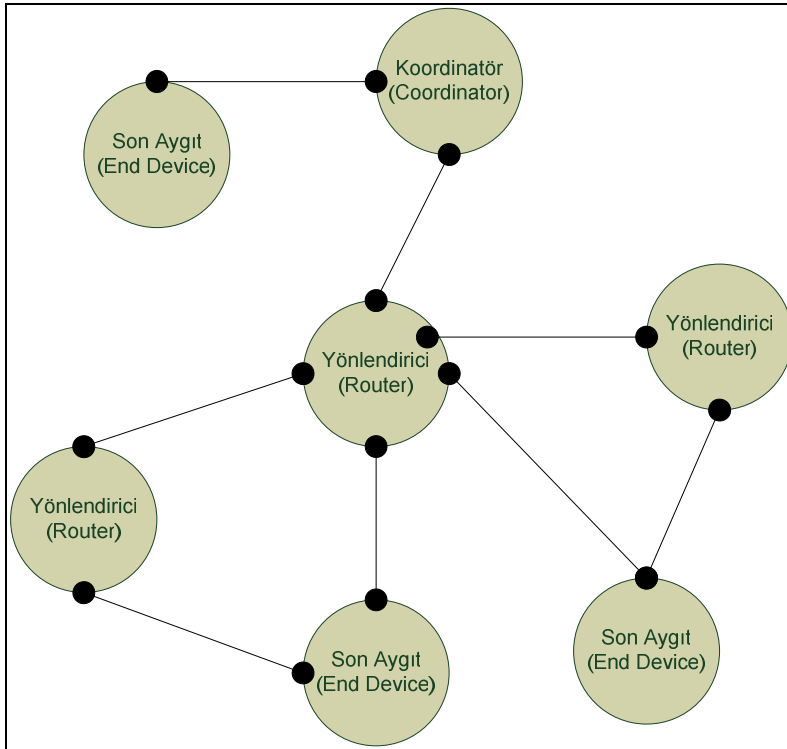 Koordinatör
(Coordinator)
Son Aygıt
(End Device)
Yönlendirici
(Router)
Yönlendirici
(Router)
Yönlendirici
(Router)
Son Aygıt
(End Device)
Son Aygıt
(End Device)